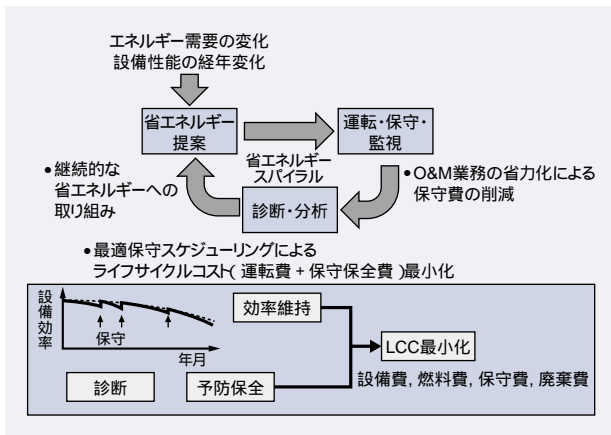 エネルギー需要の変化
設備性能の経年変化
省エネルギー
提案
運転・保守・
監視
省エネルギー
スパイラル
•継続的な
省エネルギーへの
取り組み
•O&M業務の省力化による
保守費の削減
診断・分析
•最適保守スケジューリングによる
ライフサイクルコスト(運転費+保守保全費)最小化
設備効率
保守
年月
効率維持
LCC最小化
設備費, 燃料費, 保守費, 廃棄費
診断
予防保全